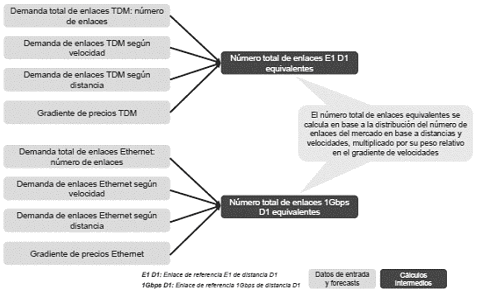 Demanda total de enlaces TDM: número
de enlaces
Demanda de enlaces TDM según
velocidad
Demanda de enlaces TDM según
distancia
Gradiente de precios TDM
Número total de enlaces E1 D1
equivalentes
El número total de enlaces equivalentes se
calcula en base a la distribución del número de
enlaces del mercado en base a distancias y
velocidades, multiplicado por su peso relativo
en el gradiente de velocidades
Demanda total de enlaces Ethernet:
número de enlaces
Demanda de enlaces Ethernet según
velocidad
Demanda de enlaces Ethernet según
distancia
Gradiente de precios Ethernet
Número total de enlaces 1Gbps
D1 equivalentes
E1 D1: Enlace de referencia E1 de distancia D1
1Gbps D1: Enlace de referencia 1Gbps de distancia D1
Datos de entrada
y forecasts
Cálculos
Intermedios